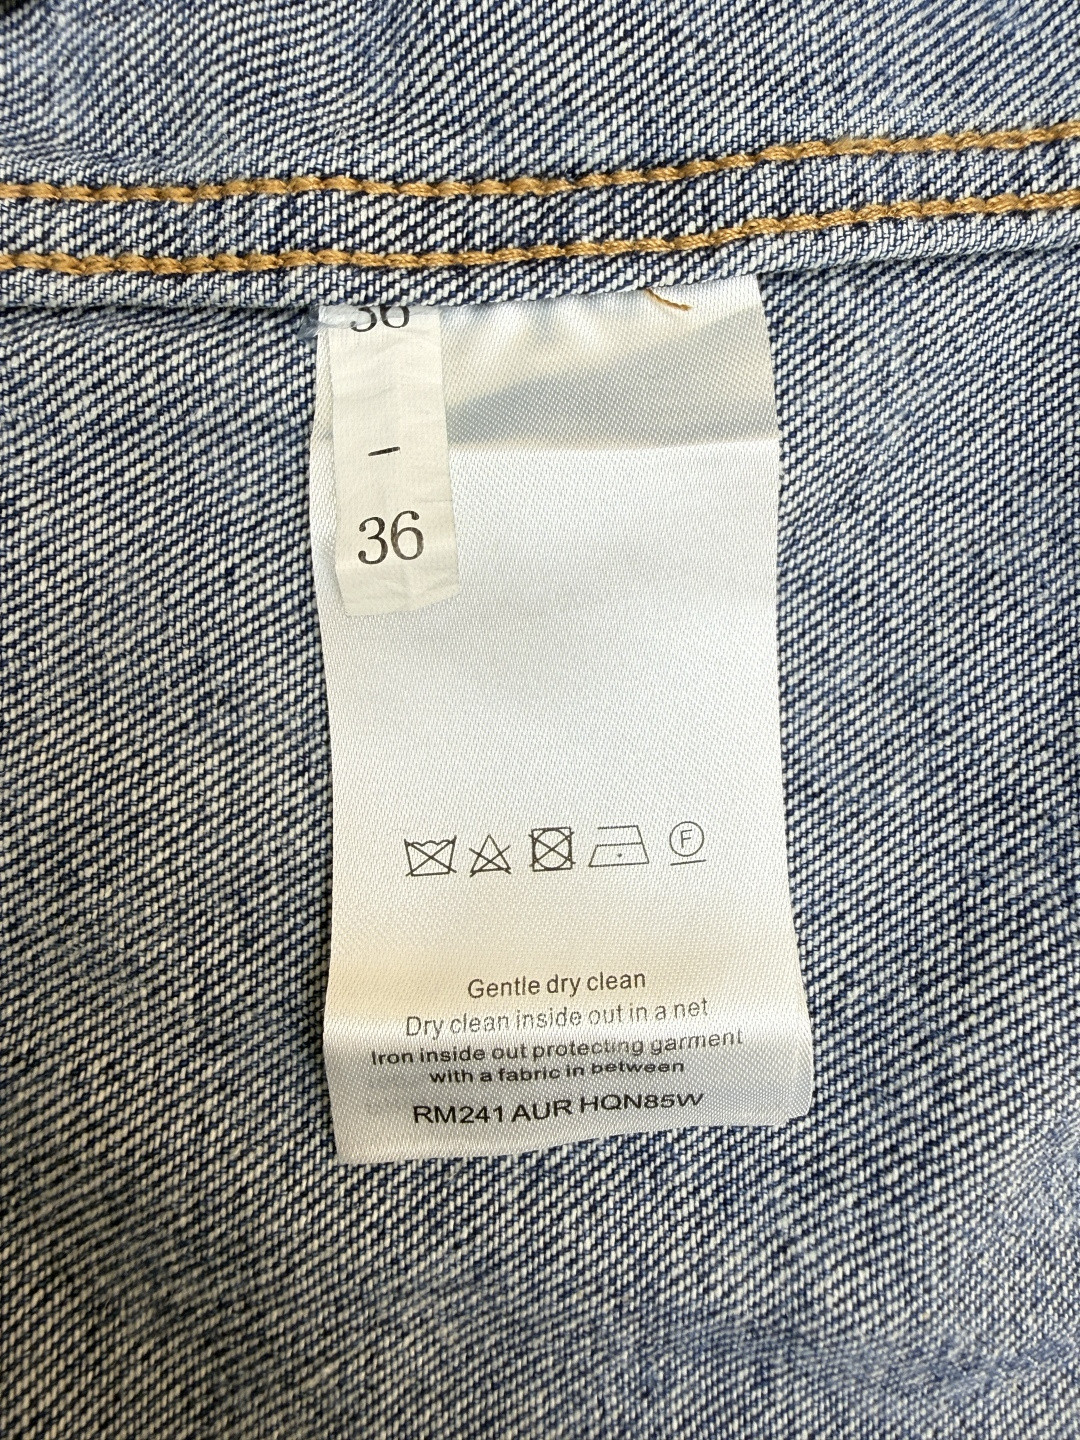 36
–
36
F
Gentle dry clean
Dry clean inside out in a net
Iron inside out protecting garment
with a fabric in between
RM241 AUR HQN85W